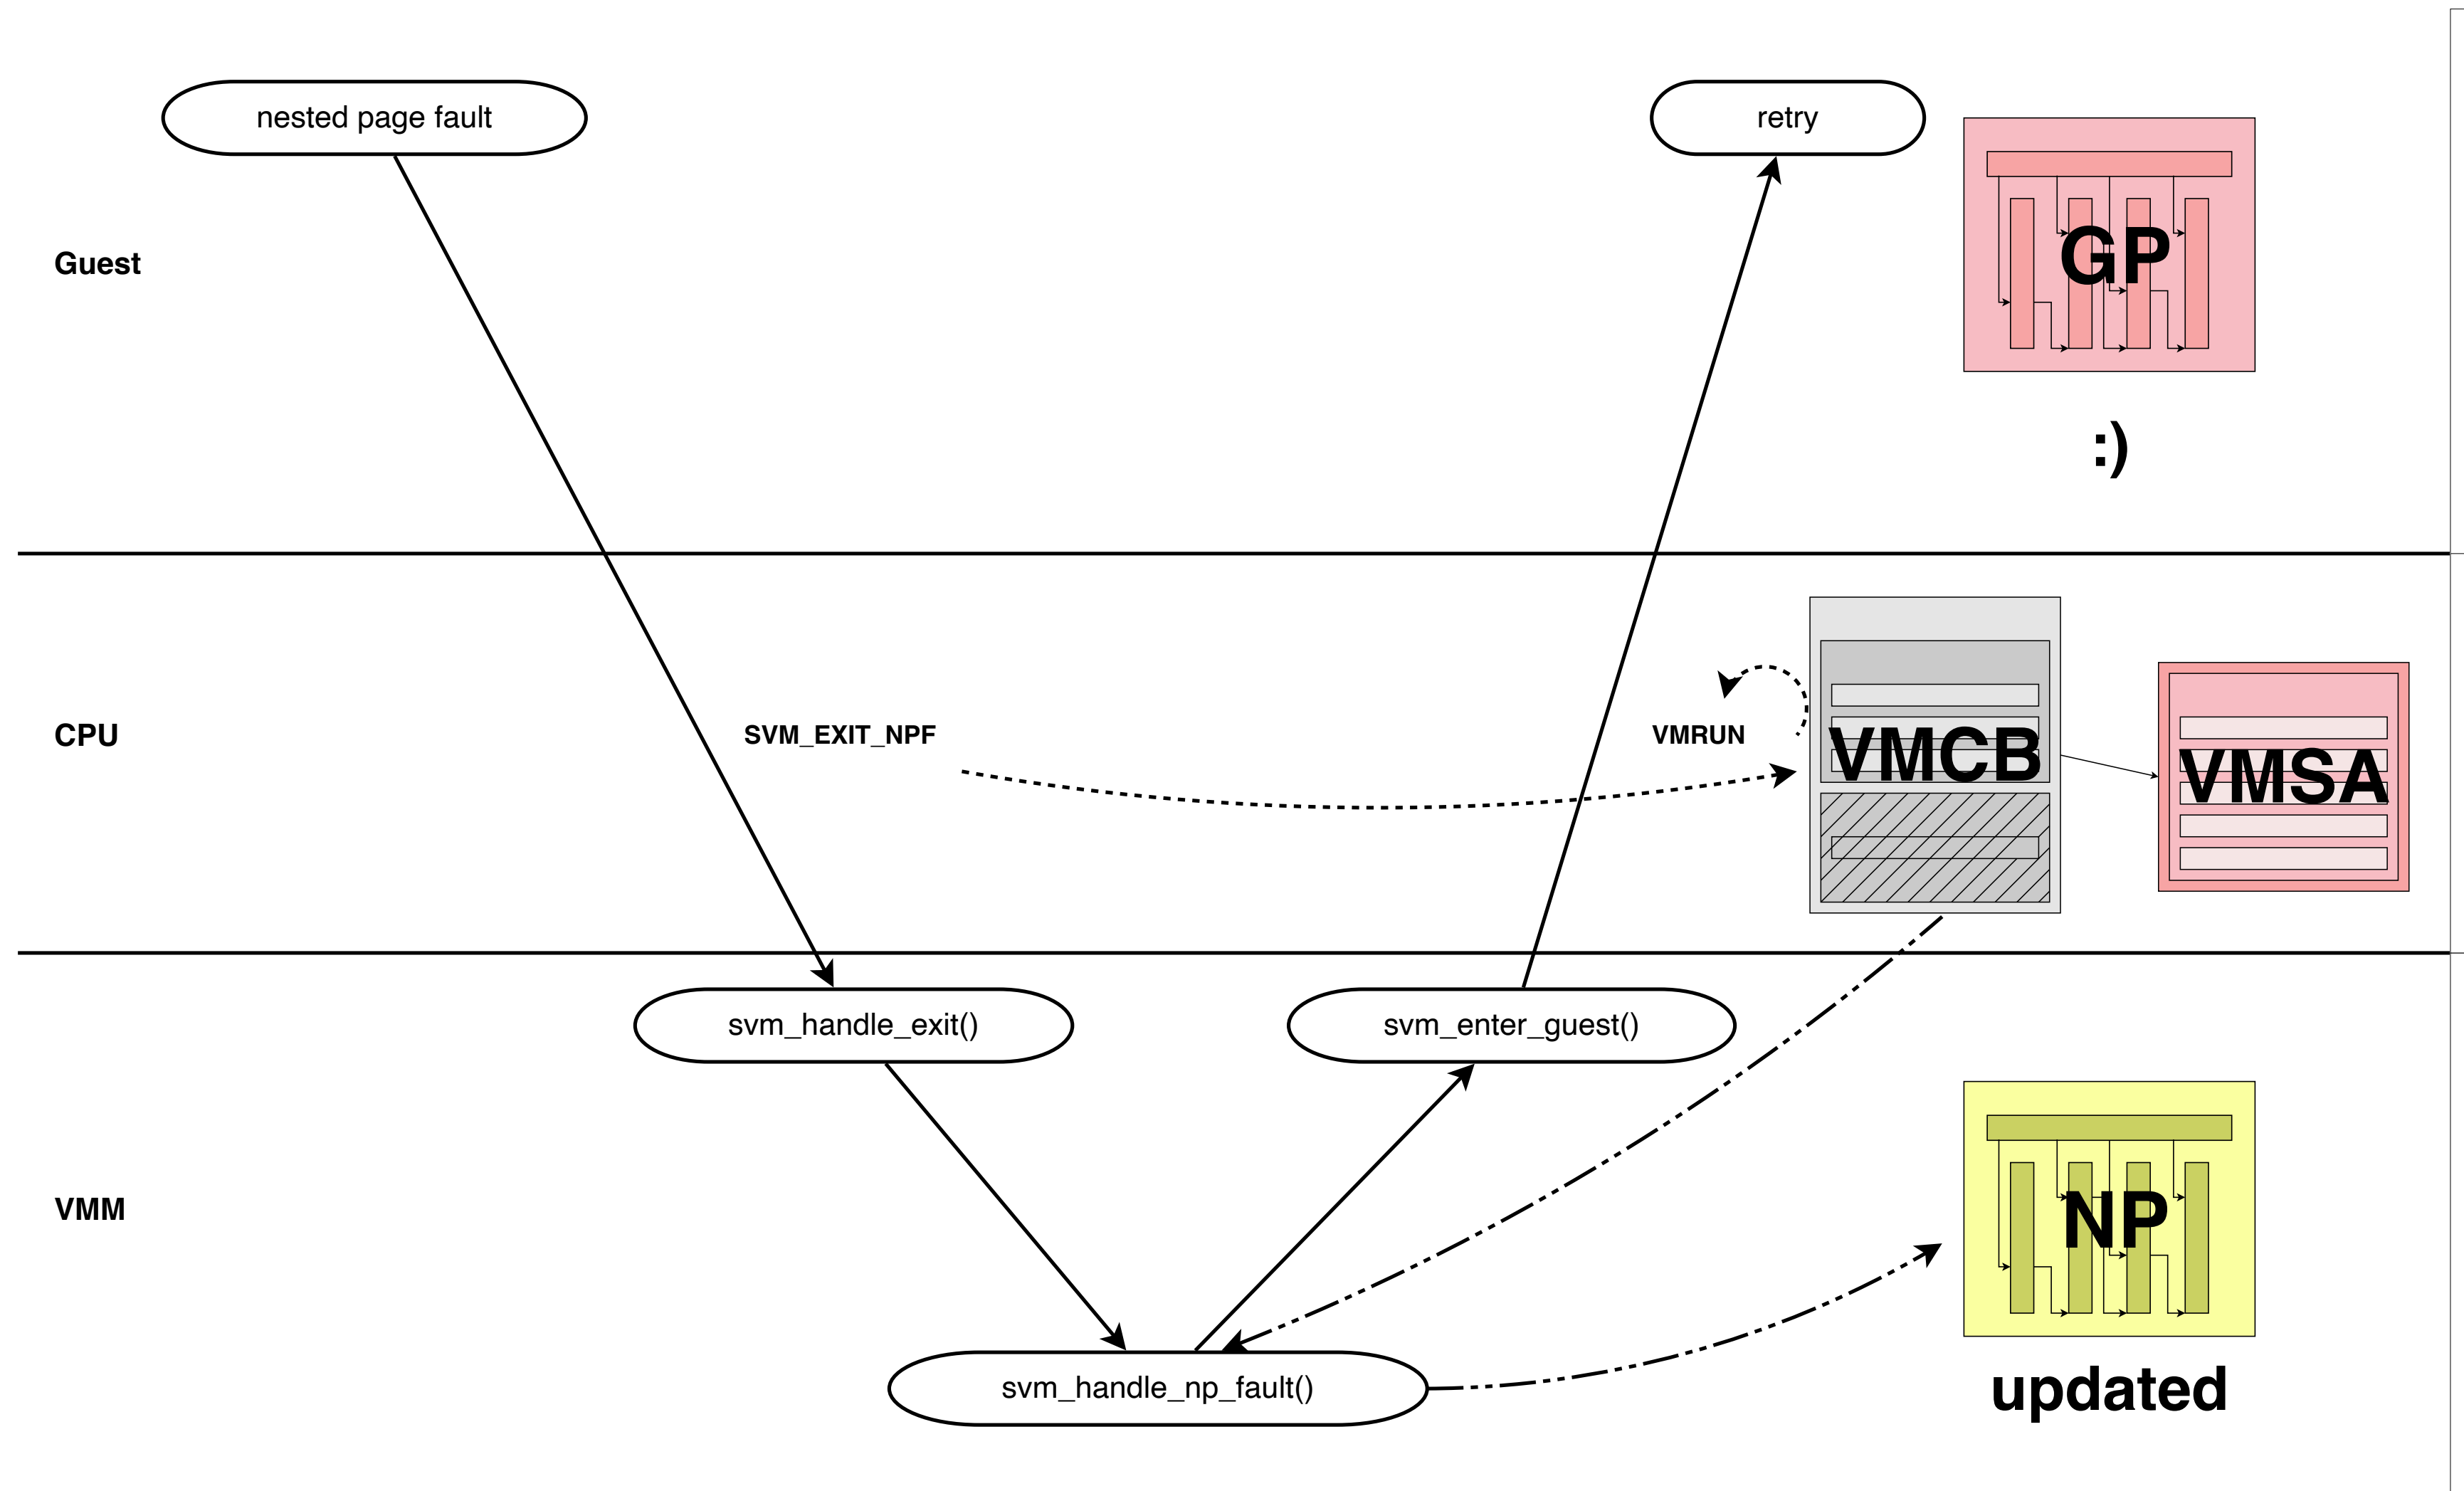 nested page fault
retry
Guest
GP
:)
CPU
SVM_EXIT_NPF
VMRUN
VMCB
VMSA
svm_handle_exit()
svm_enter_guest()
VMM
NP
svm_handle_np_fault()
updated